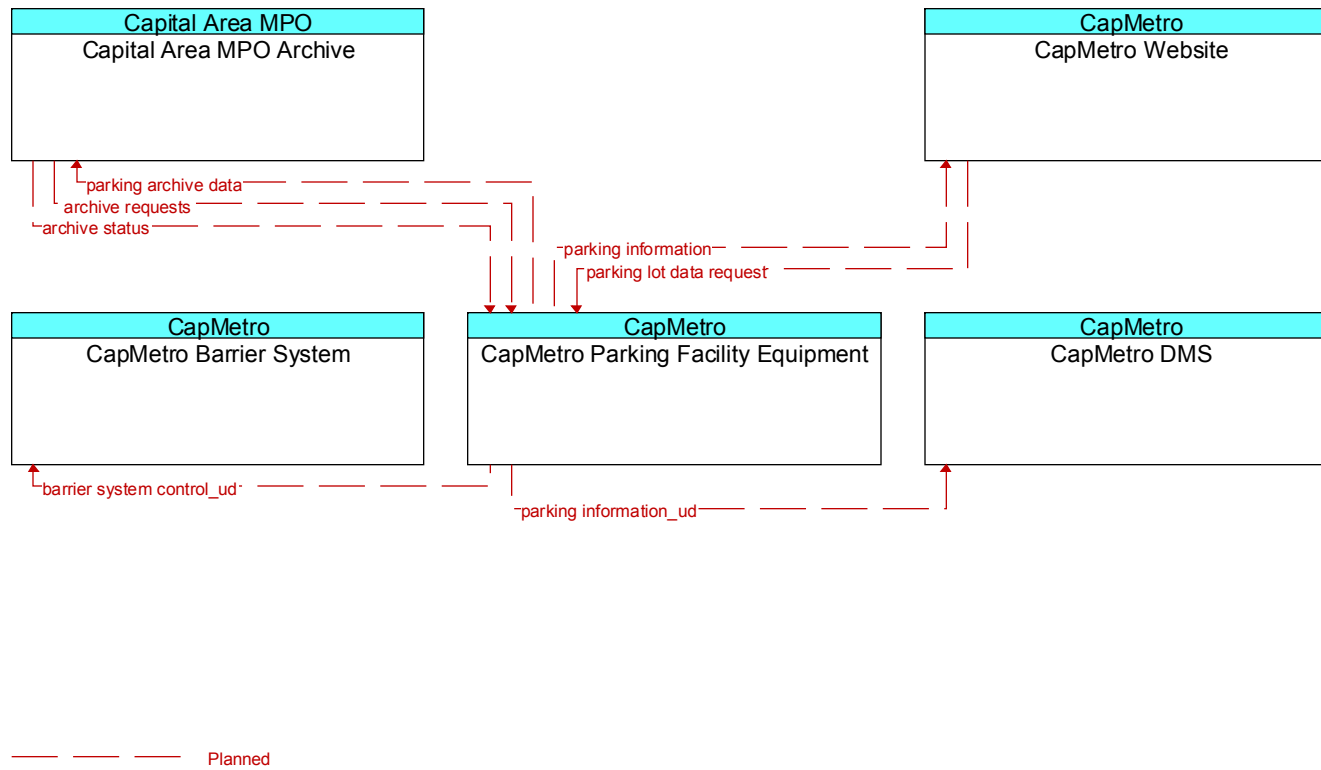 Capital Area MPO
Capital Area MPO Archive
CapMetro
CapMetro Website
parking archive data
archive requests
archive status
parking information
parking lot data request
CapMetro
CapMetro Barrier System
CapMetro
CapMetro Parking Facility Equipment
CapMetro
CapMetro DMS
barrier system control_ud
parking information_ud
Planned